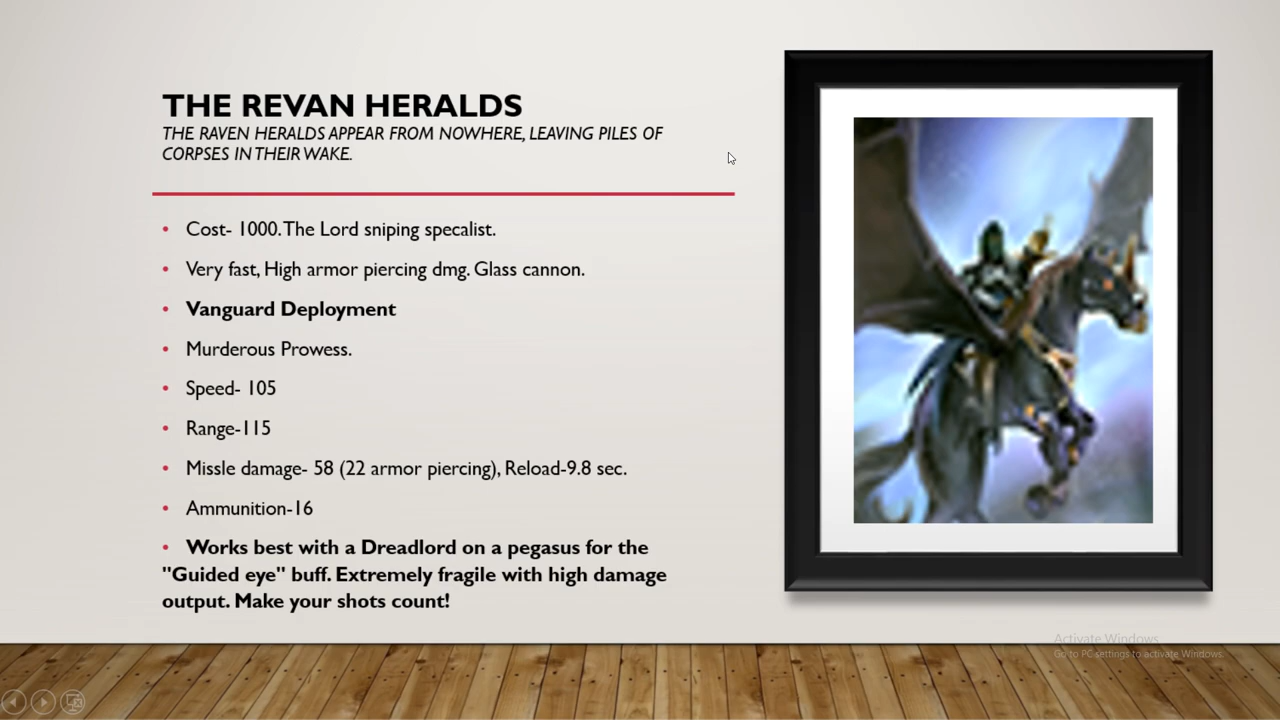 THE REVAN HERALDS
THE RAVEN HERALDS APPEAR FROM NOWHERE, LEAVING PILES OF
CORPSES IN THEIR WAKE.
• Cost- 1000. The Lord sniping specalist.
• Very fast, High armor piercing dmg. Glass cannon.
• Vanguard Deployment
• Murderous Prowess.
• Speed- 105
• Range-115
• Missle damage- 58 (22 armor piercing), Reload-9.8 sec.
• Ammunition-16
• Works best with a Dreadlord on a pegasus for the
"Guided eye" buff. Extremely fragile with high damage
output. Make your shots count!
Activate Windows
Go to PC settings to activate Windows.